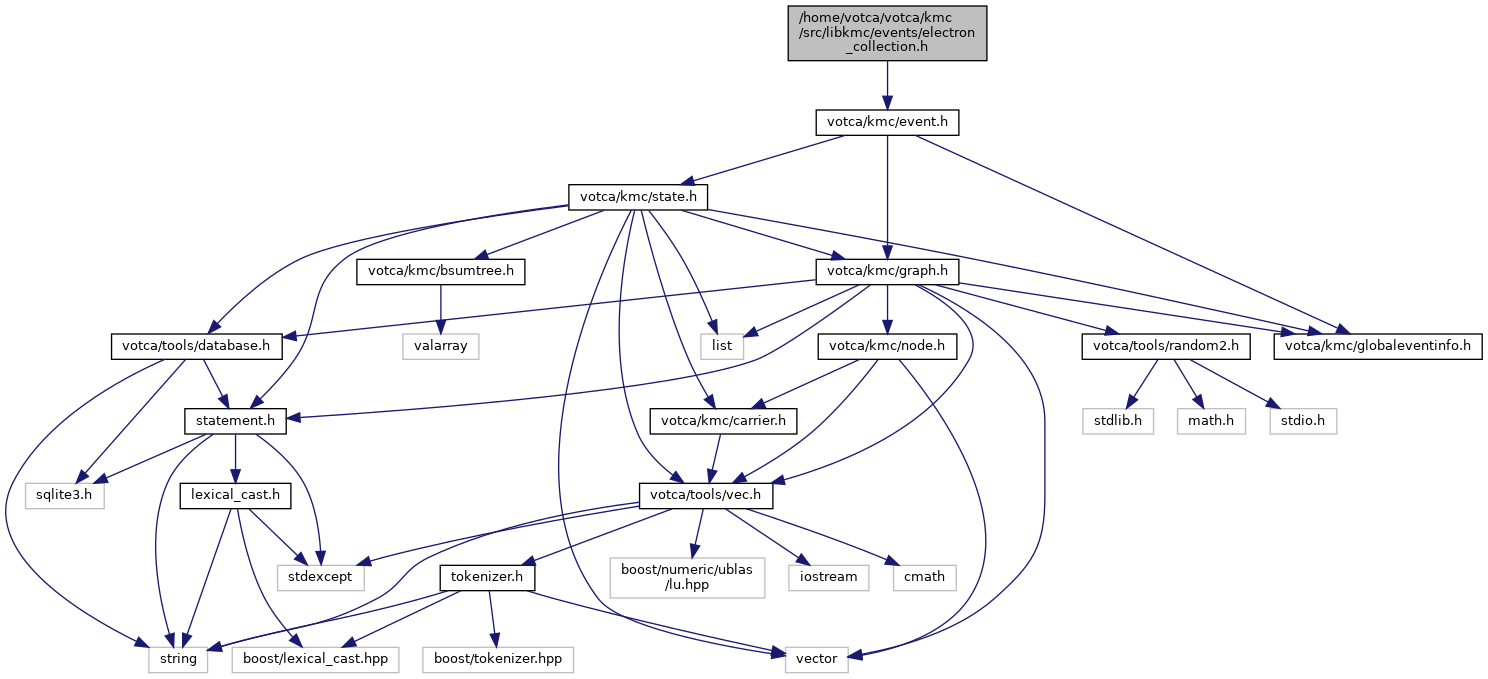 /home/votca/votca/kmc
/src/libkmc/events/electron
_collection.h
votca/kmc/event.h
votca/kmc/state.h
votca/kmc/bsumtree.h
votca/kmc/graph.h
votca/tools/database.h
valarray
list
votca/kmc/node.h
votca/tools/random2.h
votca/kmc/globaleventinfo.h
statement.h
votca/kmc/carrier.h
stdlib.h
math.h
stdio.h
sqlite3.h
lexical_cast.h
votca/tools/vec.h
stdexcept
tokenizer.h
boost/numeric/ublas
/lu.hpp
iostream
cmath
string
boost/lexical_cast.hpp
boost/tokenizer.hpp
vector